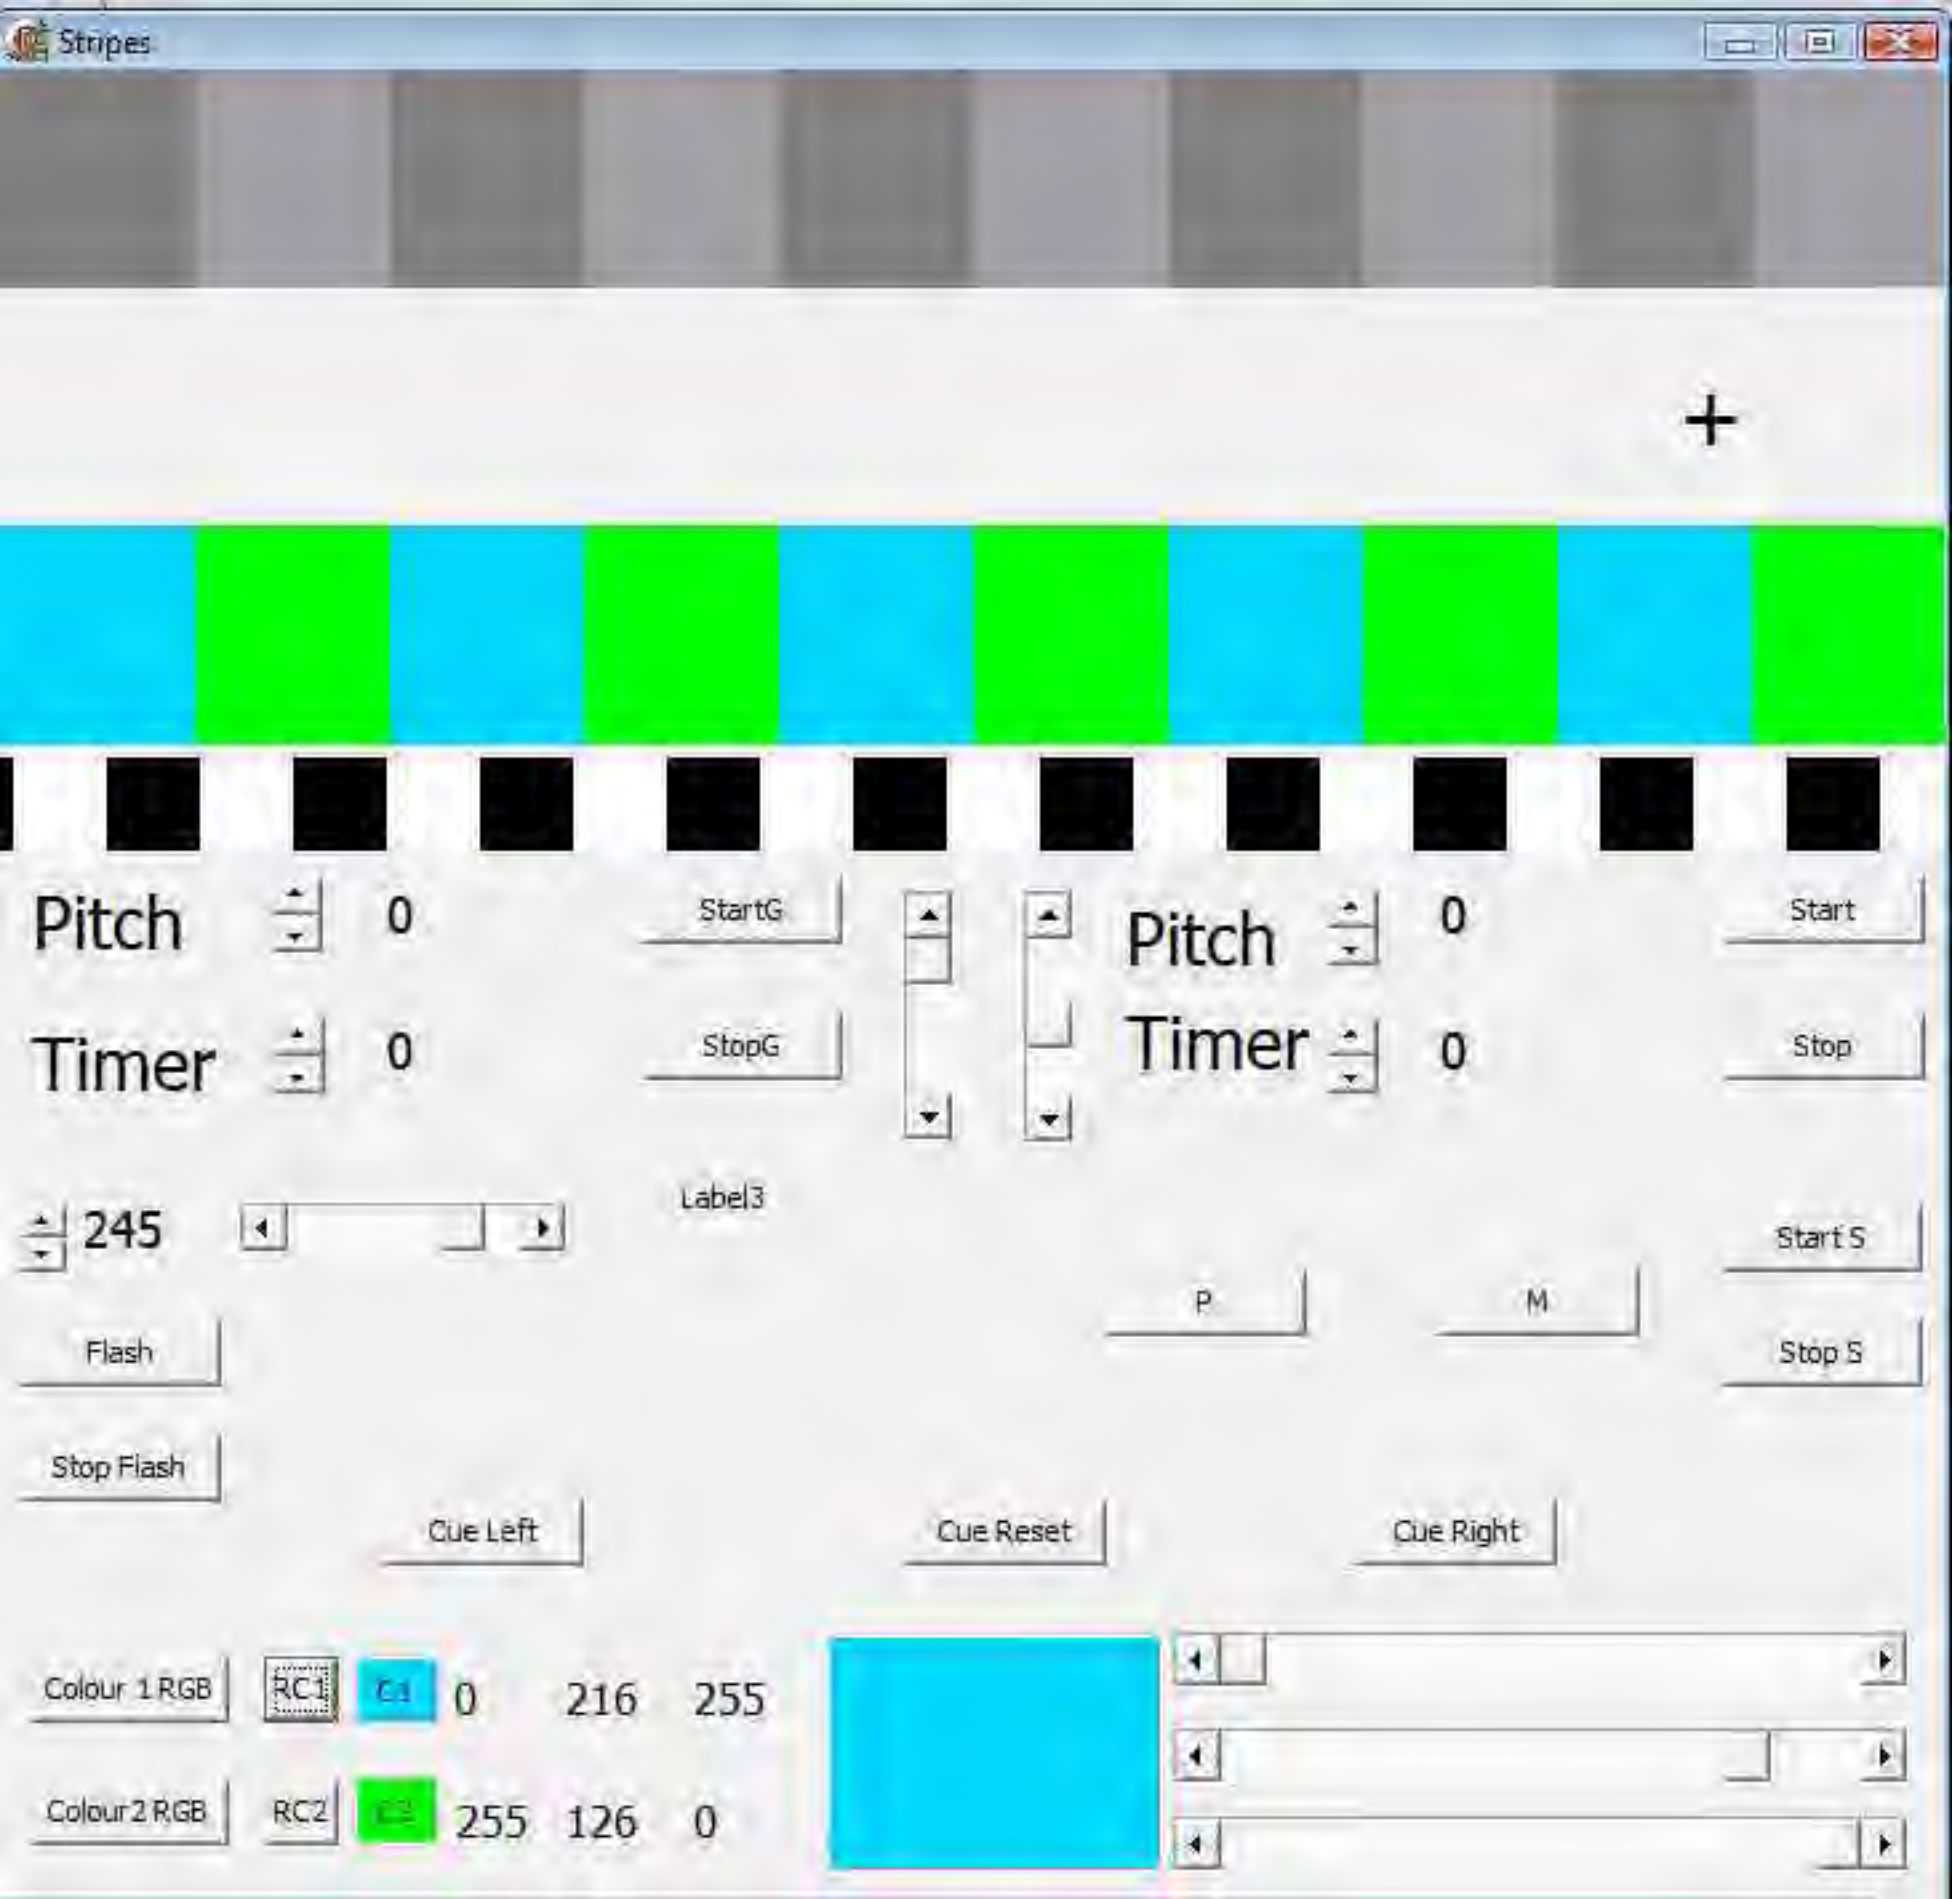 Stripes
Pitch 0 StartG Pitch 0 Start
Timer 0 StopG Timer 0 Stop
245 Label3 Start S
P M
Flash Stop S
Stop Flash
Cue Left Cue Reset Cue Right
Colour 1 RGB RC1 C1 0 216 255
Colour2 RGB RC2 C2 255 126 0